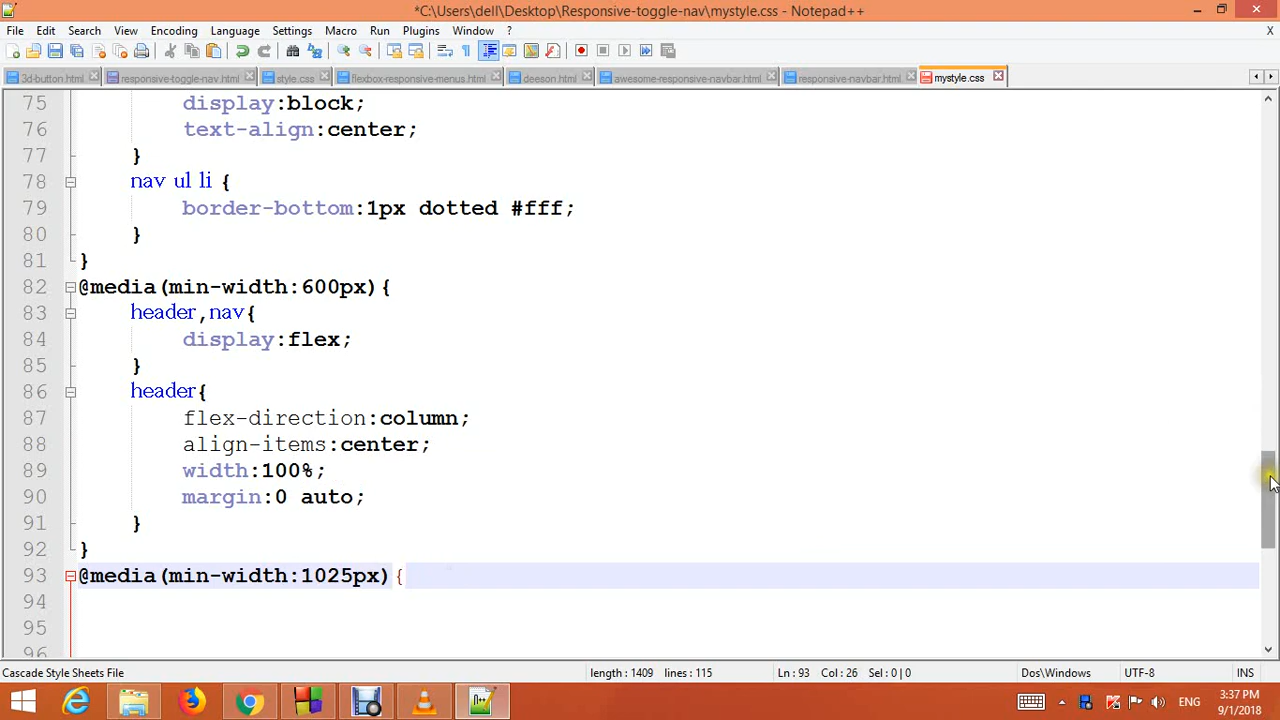 *C:\Users\dell\Desktop\Responsive-toggle-nav\mystyle.css - Notepad++
File Edit Search View Encoding Language Settings Macro Run Plugins Window ? X
3d-button.html responsive-toggle-nav.html style.css flexbox-responsive-menus.html deeson.html awesome-responsive-navbar.html responsive-navbar.html mystyle.css
75 display:block;
76 text-align:center;
77 }
78 nav ul li {
79 border-bottom:1px dotted #fff;
80 }
81 }
82 @media(min-width:600px){
83 header,nav{
84 display:flex;
85 }
86 header{
87 flex-direction:column;
88 align-items:center;
89 width:100%;
90 margin:0 auto;
91 }
92 }
93 @media(min-width:1025px){
94
95
96
Cascade Style Sheets File length : 1409 lines : 115 Ln : 93 Col : 26 Sel : 0 | 0 Dos\Windows UTF-8 INS
ENG 3:37 PM
9/1/2018